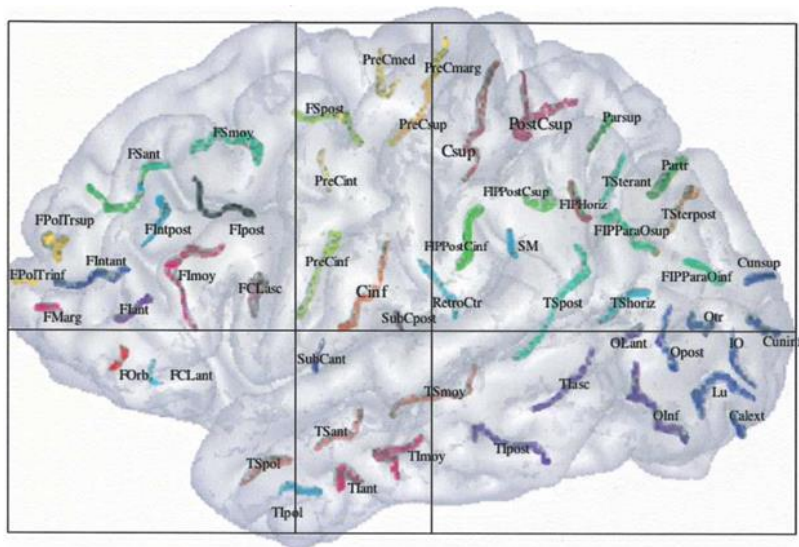 PreCmed
PreCmarg
FSpost
FSmoy
PreCsup
PostCsup
Parsup
Csup
FSant
PreCint
TSterant
Partr
FIPPostCsup
FIPHoriz
FPolTrsup
FIntpost
FIpost
TSterpost
FIPParaOsup
FIPPostCinf
SM
FPolTrinf
FIntant
FImoy
PreCinf
FIPParaOinf
Cunsup
FCLasc
Cinf
RetroCtr
TSpost
TShoriz
FMarg
FIant
SubCpost
Otr
OLant
IO
Opost
SubCant
FOrb
FCLant
TSmoy
TIasc
Lu
OInf
Calext
TSant
TIpost
TImoy
TSpol
TIant
TIpol